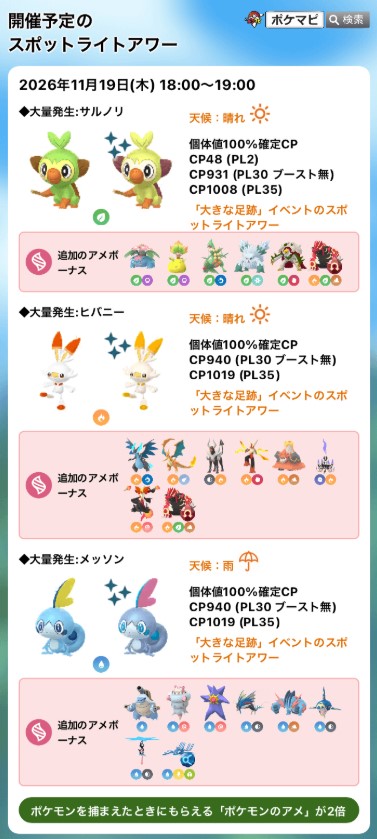 開催予定の
スポットライトアワー
ポケマピ 検索
2026年11月19日(木) 18:00〜19:00
◆大量発生:サルノリ
天候：晴れ
個体値100%確定CP
CP48 (PL2)
CP931 (PL30 ブースト無)
CP1008 (PL35)
「大きな足跡」イベントのスポ
ットライトアワー
追加のアメボ
ーナス
◆大量発生:ヒバニー
天候：晴れ
個体値100%確定CP
CP940 (PL30 ブースト無)
CP1019 (PL35)
「大きな足跡」イベントのスポ
ットライトアワー
追加のアメボ
ーナス
◆大量発生:メッソン
天候：雨
個体値100%確定CP
CP940 (PL30 ブースト無)
CP1019 (PL35)
「大きな足跡」イベントのスポ
ットライトアワー
追加のアメボ
ーナス
ポケモンを捕まえたときにもらえる「ポケモンのアメ」が2倍